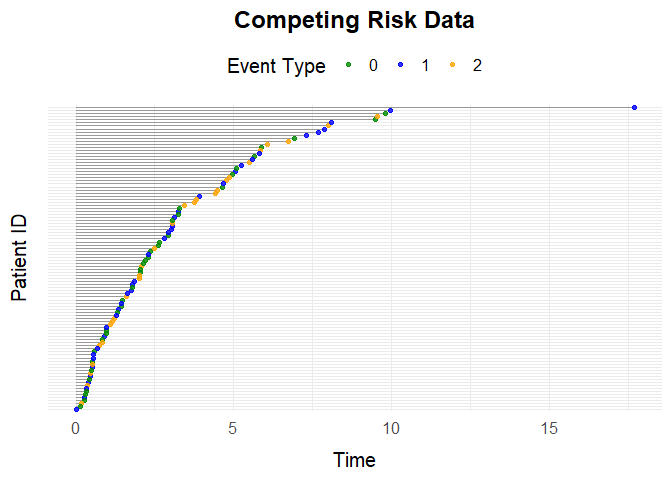 Competing Risk Data
Event Type 0 1 2
Patient ID
0 5 10 15
Time